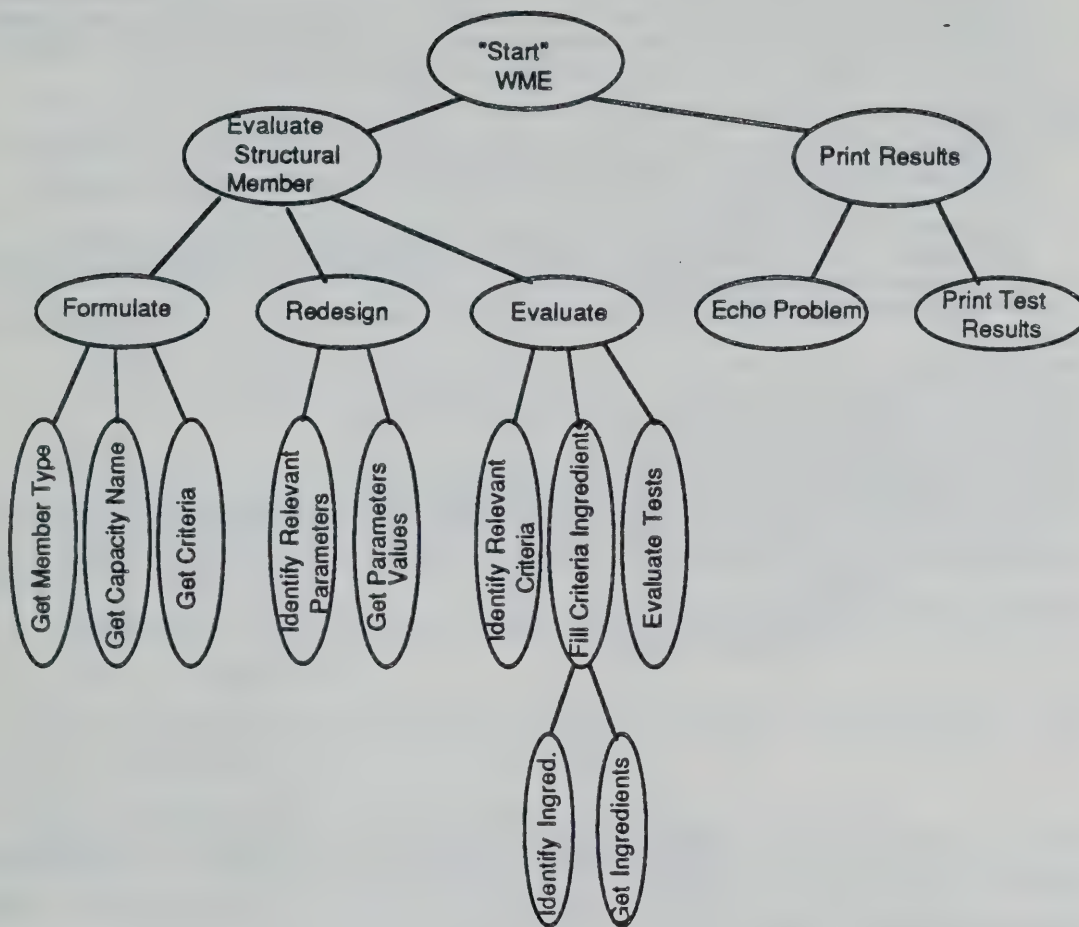 "Start"
WME
Evaluate
Structural
Member
Print Results
Formulate
Redesign
Evaluate
Echo Problem
Print Test
Results
Get Member Type
Get Capacity Name
Get Criteria
Identify Relevant
Parameters
Get Parameters
Values
Identify Relevant
Criteria
Fill Criteria Ingredients
Evaluate Tests
Identify Ingred.
Get Ingredients